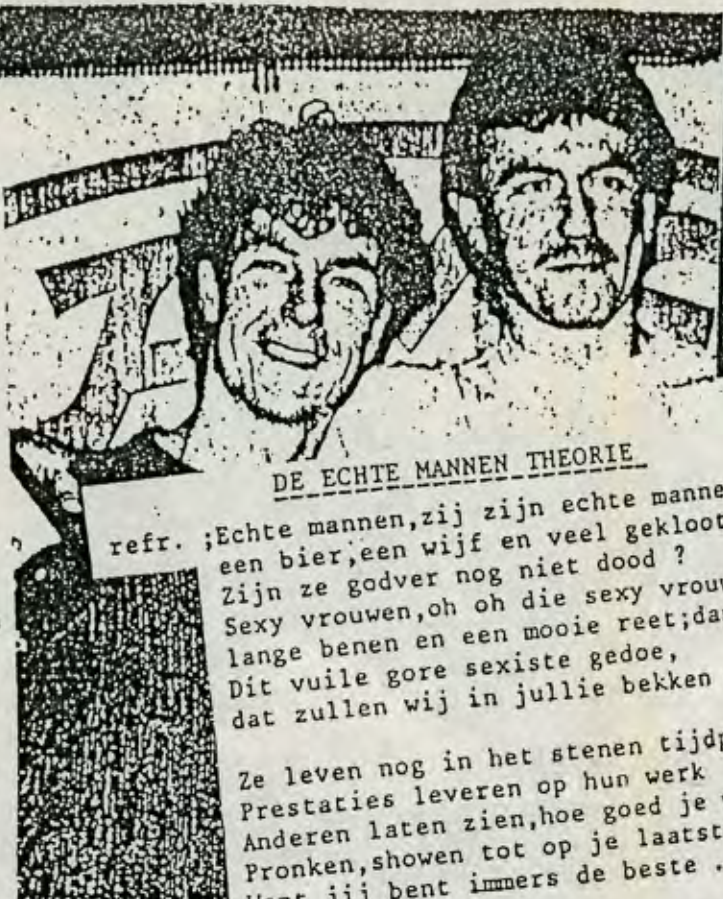 DE ECHTE MANNEN THEORIE
refr. ;Echte mannen,zij zijn echte manne
een bier,een wijf en veel gekloot
Zijn ze godver nog niet dood ?
Sexy vrouwen,oh oh die sexy vrou
lange benen en een mooie reet;da
Dit vuile gore sexiste gedoe,
dat zullen wij in jullie bekken
Ze leven nog in het stenen tijdp
Prestaties leveren op hun werk
Anderen laten zien,hoe goed je
Pronken,showen tot op je laatst
jij bent immers de beste .